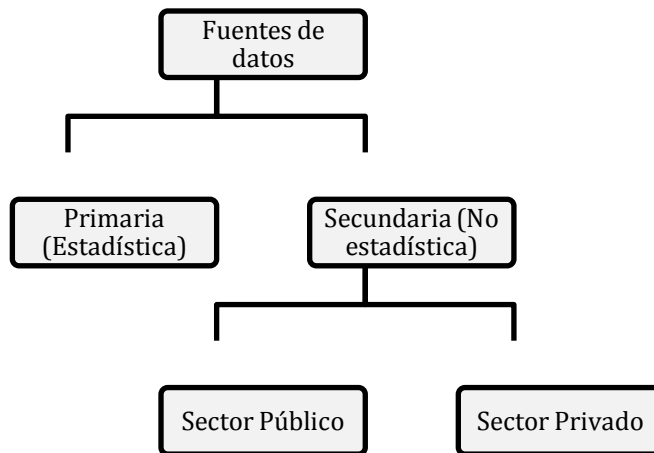 Fuentes de
datos
Primaria
(Estadística)
Secundaria (No
estadística)
Sector Público
Sector Privado